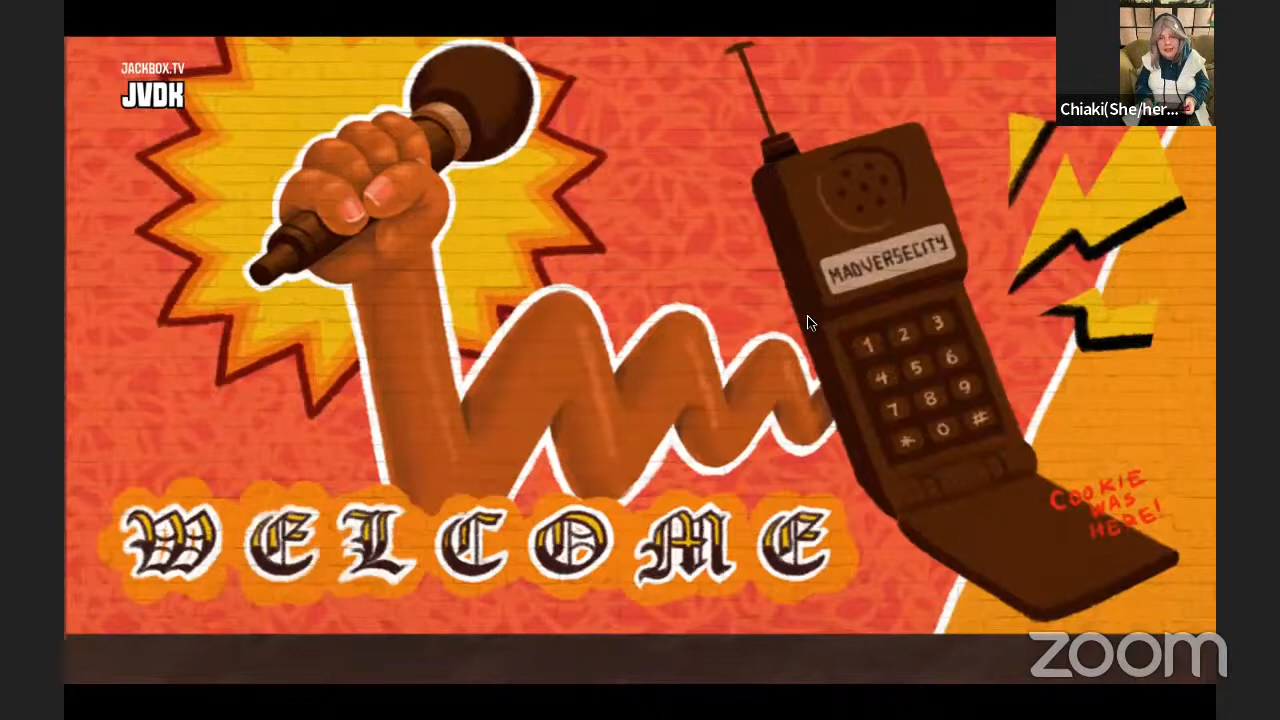 JACKBOX.TV
JVDK
Chiaki(She/her...
MADVERSECITY
1 2 3
4 5 6
7 8 9
* 0 #
COOKIE
WAS
HERE!
WELCOME
zoom